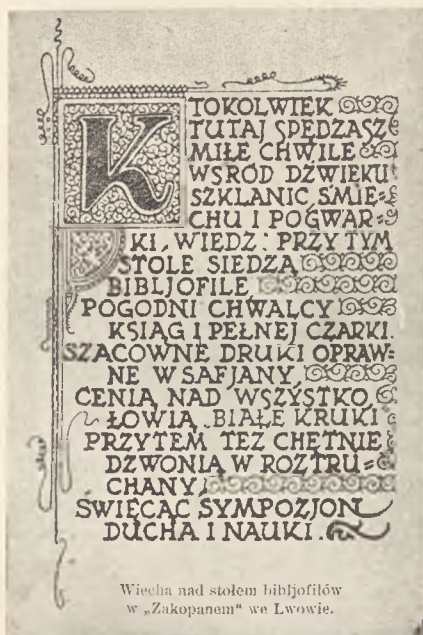 KTOKOLWIEK
TUTAJ SPĘDZASZ
MIŁE CHWILE
WSRÓD DŹWIĘKU
SZKLANIC, ŚMIE=
CHU I POGWAR=
KI, WIEDZ: PRZY TYM
STOLE SIEDZĄ
BIBLJOFILE,
POGODNI CHWALCY
KSIĄG I PEŁNEJ CZARKI.
SZACOWNE DRUKI OPRAW=
NE W SAFJANY,
CENIĄ NAD WSZYSTKO,
ŁOWIĄ BIAŁE KRUKI
PRZYTEM TEŻ CHĘTNIE
DZWONIĄ W ROZTRU=
CHANY,
ŚWIĘCĄC SYMPOZJON
DUCHA I NAUKI.
Wiecha nad stołem bibljofilów
w „Zakopanem" we Lwowie.